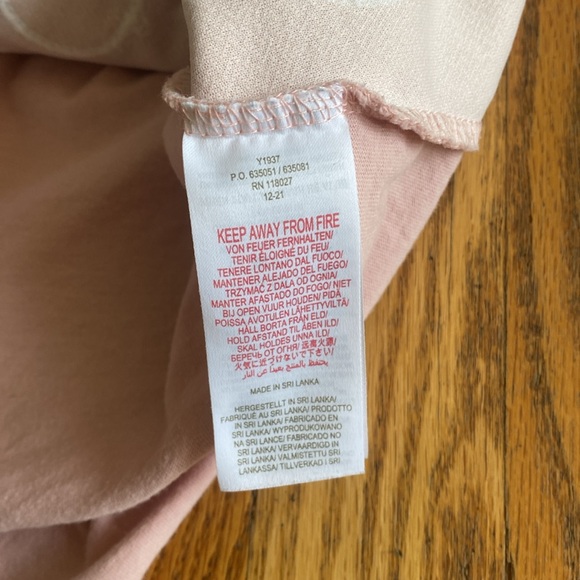 Y1937
P.O. 635051 / 635081
RN 118027
12-21
KEEP AWAY FROM FIRE
VON FEUER FERNHALTEN/
TENIR ÉLOIGNÉ DU FEU/
TENERE LONTANO DAL FUOCO/
MANTENER ALEJADO DEL FUEGO/
TRZYMAĆ Z DALA OD OGNIA/
MANTER AFASTADO DO FOGO/ NIET
BIJ OPEN VUUR HOUDEN/ PIDÄ
POISSA AVOTULEN LÄHETTYVILTÄ/
HÅLL BORTA FRÅN ELD/
HOLD AFSTAND TIL ÅBEN ILD/
SKAL HOLDES UNNA ILD/
БЕРЕЧЬ ОТ ОГНЯ/ 远离火源/
火気に近づけないで下さい/
يحتفظ بالمنتج بعيدا عن النار
MADE IN SRI LANKA
HERGESTELLT IN SRI LANKA/
FABRIQUÉ AU SRI LANKA/ PRODOTTO
IN SRI LANKA/ FABRICADO EN
SRI LANKA/ WYPRODUKOWANO
NA SRI LANCE/ FABRICADO NO
SRI LANKA/ VERVAARDIGD IN
SRI LANKA/ VALMISTETTU SRI
LANKASSA/ TILLVERKAD I SRI